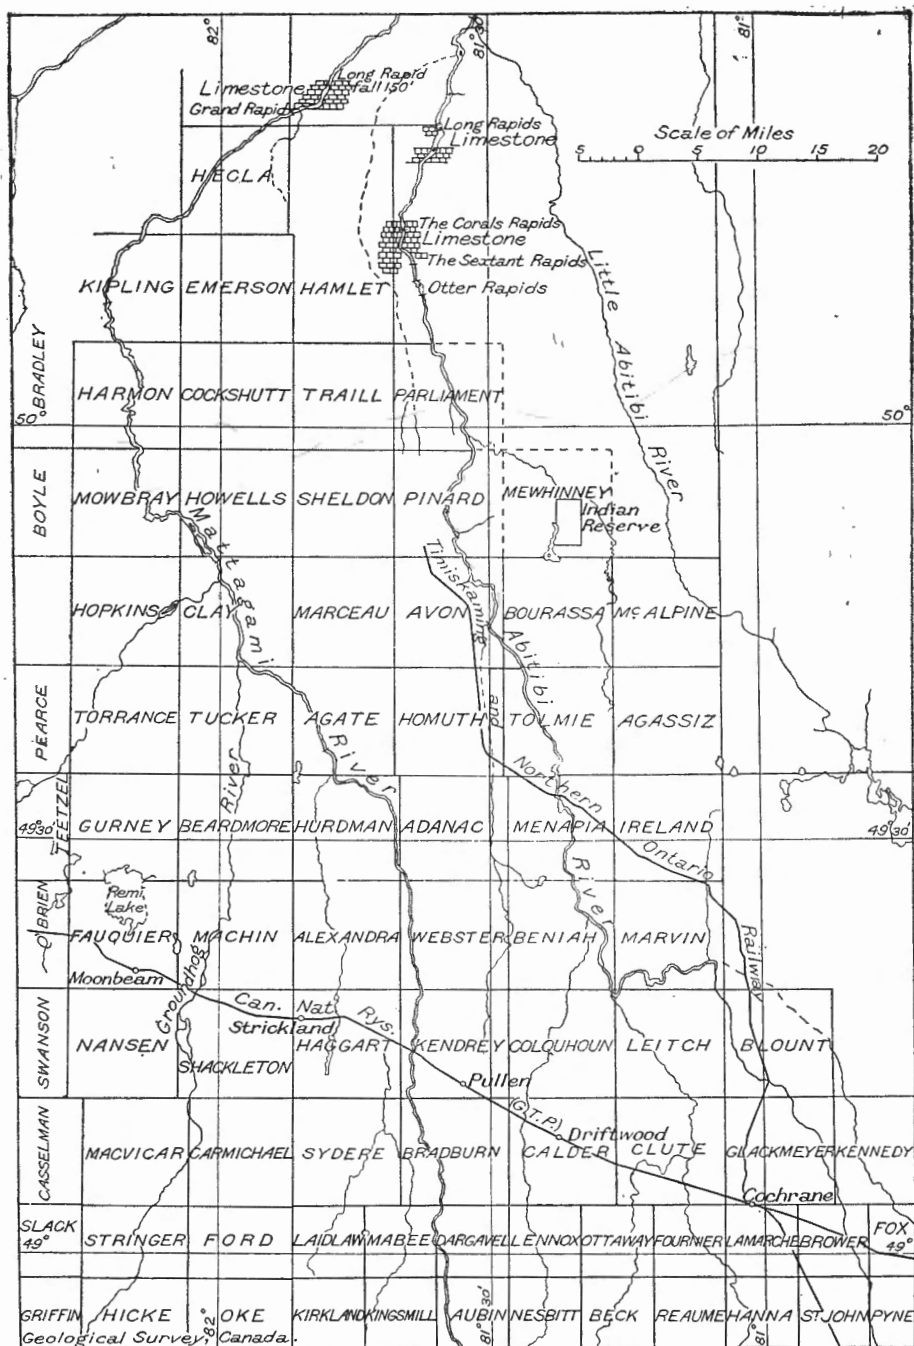 82°
81° 30'
81°
Long Rapid
fall 150'
Limestone
Grand Rapids
Long Rapids
Limestone
Scale of Miles
5 0 5 10 15 20
HECLA
The Corals Rapids
Limestone
The Sextant Rapids
Otter Rapids
KIPLING EMERSON HAMLET
Little Abitibi River
BRADLEY
HARMON COCKSHUTT TRAILL PARLIAMENT
50° 50°
BOYLE
MOWBRAY HOWELLS SHELDON PINARD MEWHINNEY
Indian
Reserve
Mattagami River
Timiskaming and Northern Ontario Railway
HOPKINS CLAY MARCEAU AVON BOURASSA McALPINE
Abitibi River
PEARCE
TORRANCE TUCKER AGATE HOMUTH TOLMIE AGASSIZ
TEETZEL
49° 30' 49° 30'
GURNEY BEARDMORE HURDMAN ADANAC MENAPIA IRELAND
Remi
Lake
O'BRIEN
FAUQUIER MACHIN ALEXANDRA WEBSTER BENIAH MARVIN
Moonbeam
Groundhog River
Can. Nat. Rys.
(G.T.P.)
Strickland
SWANSON
NANSEN SHACKLETON HAGGART KENDREY COLQUHOUN LEITCH BLOUNT
Pullen
Driftwood
CASSELMAN
MACVICAR CARMICHAEL SYDERE BRADBURN CALDER CLUTE GLACKMEYER KENNEDY
Cochrane
SLACK STRINGER FORD LAIDLAW MABEE DARGAVEL LENNOX OTTAWAY FOURNIER LAMARCHE BROWER FOX
49° 49°
GRIFFIN HICKE OKE KIRKLAND KINGSMILL AUBIN NESBITT BECK REAUME HANNA ST JOHN PYNE
82°
81° 30'
81°
Geological Survey, Canada.